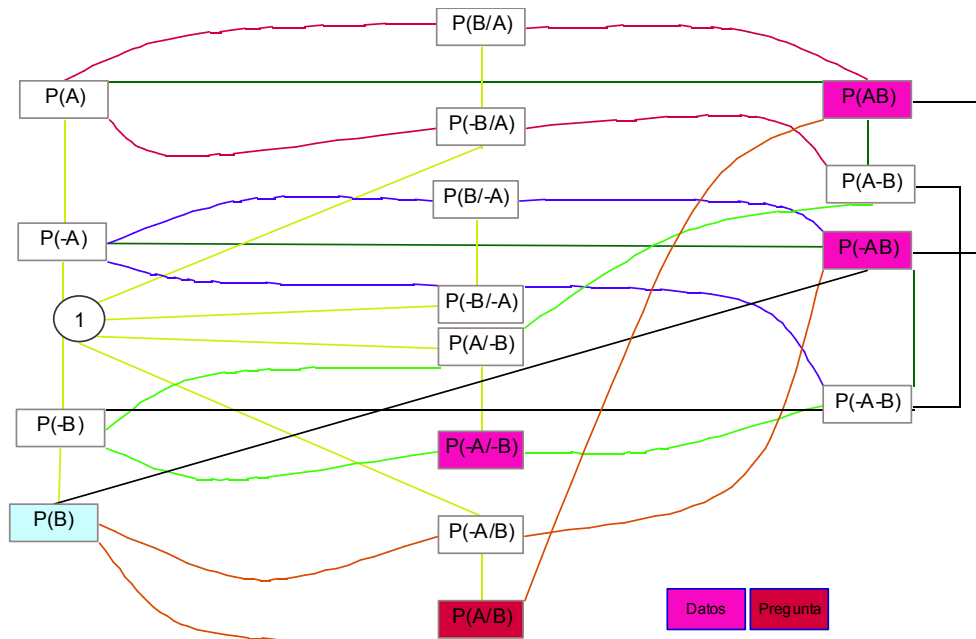 P(B/A)
P(A)
P(AB)
P(-B/A)
P(A-B)
P(B/-A)
P(-A)
P(-AB)
P(-B/-A)
1
P(A/-B)
P(-A-B)
P(-B)
P(-A/-B)
P(B)
P(-A/B)
P(A/B)
Datos
Pregunta